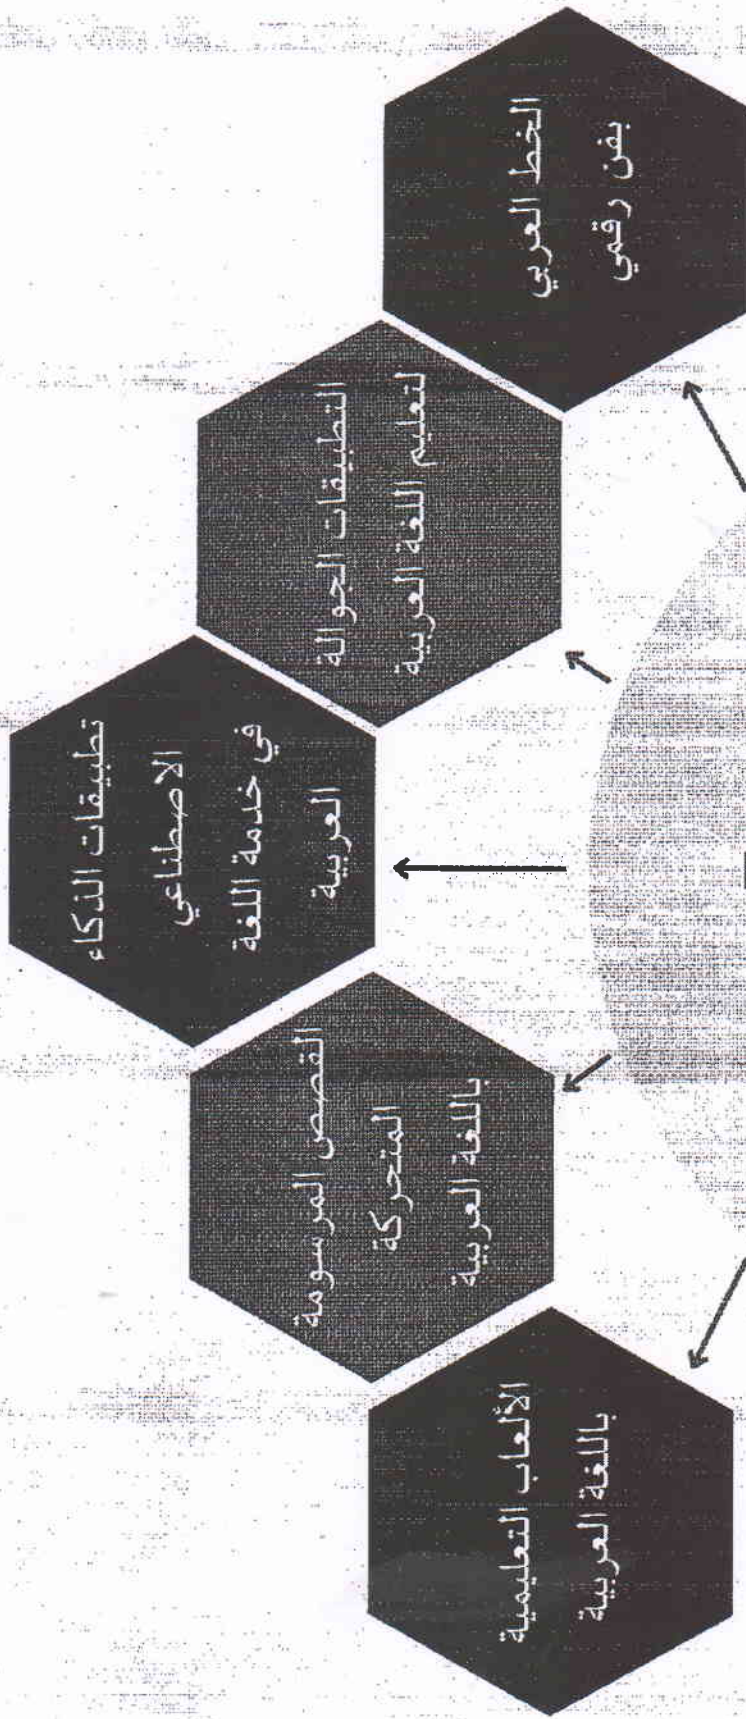 الخط العربي
بفن رقمي
التطبيقات الجوالة
لتعليم اللغة العربية
تطبيقات الذكاء
الاصطناعي
في خدمة اللغة
العربية
القصص المرسومة
المتحركة
باللغة العربية
الألعاب التعليمية
باللغة العربية